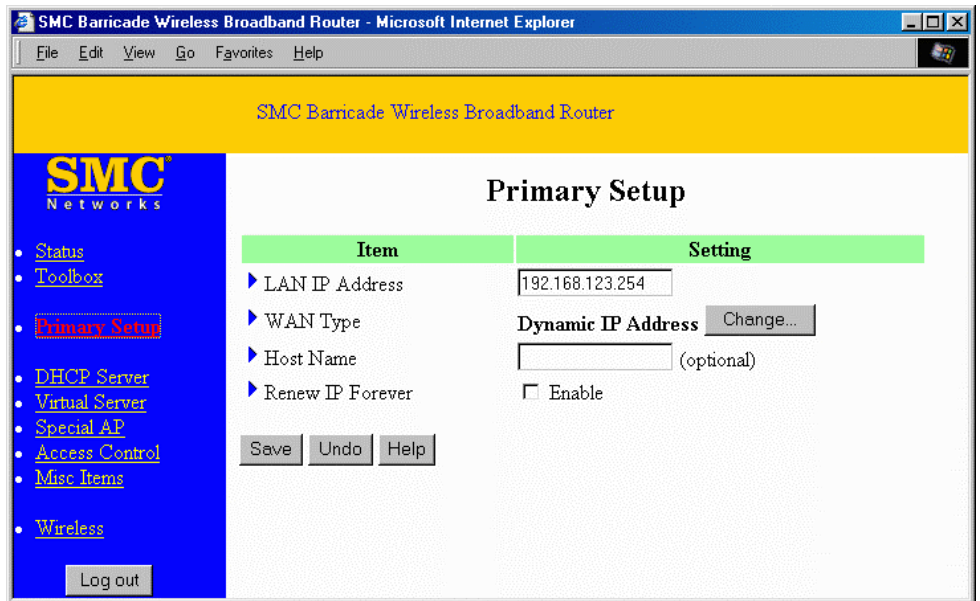 SMC Barricade Wireless Broadband Router - Microsoft Internet Explorer
File Edit View Go Favorites Help
SMC Barricade Wireless Broadband Router
SMC®
Networks
Status
Toolbox
Primary Setup
DHCP Server
Virtual Server
Special AP
Access Control
Misc Items
Wireless
Log out
Primary Setup
Item Setting
LAN IP Address 192.168.123.254
WAN Type Dynamic IP Address Change...
Host Name (optional)
Renew IP Forever Enable
Save Undo Help